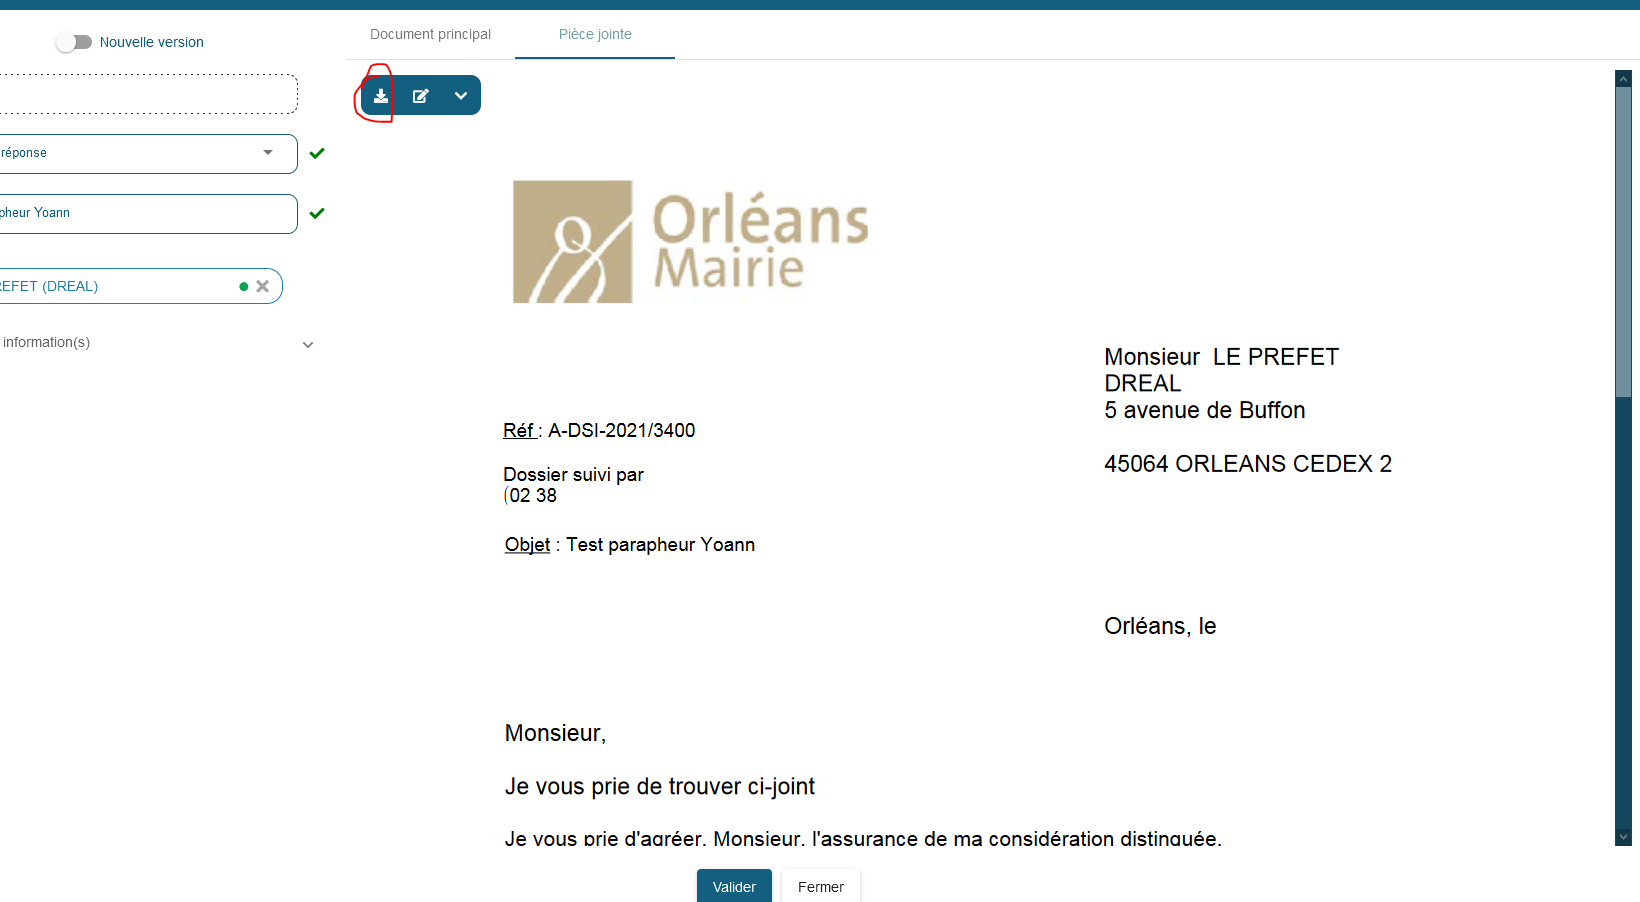 Nouvelle version
Document principal
Pièce jointe
réponse
pheur Yoann
EFET (DREAL)
information(s)
Orléans
Mairie
Monsieur  LE PREFET
DREAL
5 avenue de Buffon
45064 ORLEANS CEDEX 2
Réf : A-DSI-2021/3400
Dossier suivi par
(02 38
Objet : Test parapheur Yoann
Orléans, le
Monsieur,
Je vous prie de trouver ci-joint
Je vous prie d'agréer, Monsieur, l'assurance de ma considération distinguée.
Valider
Fermer